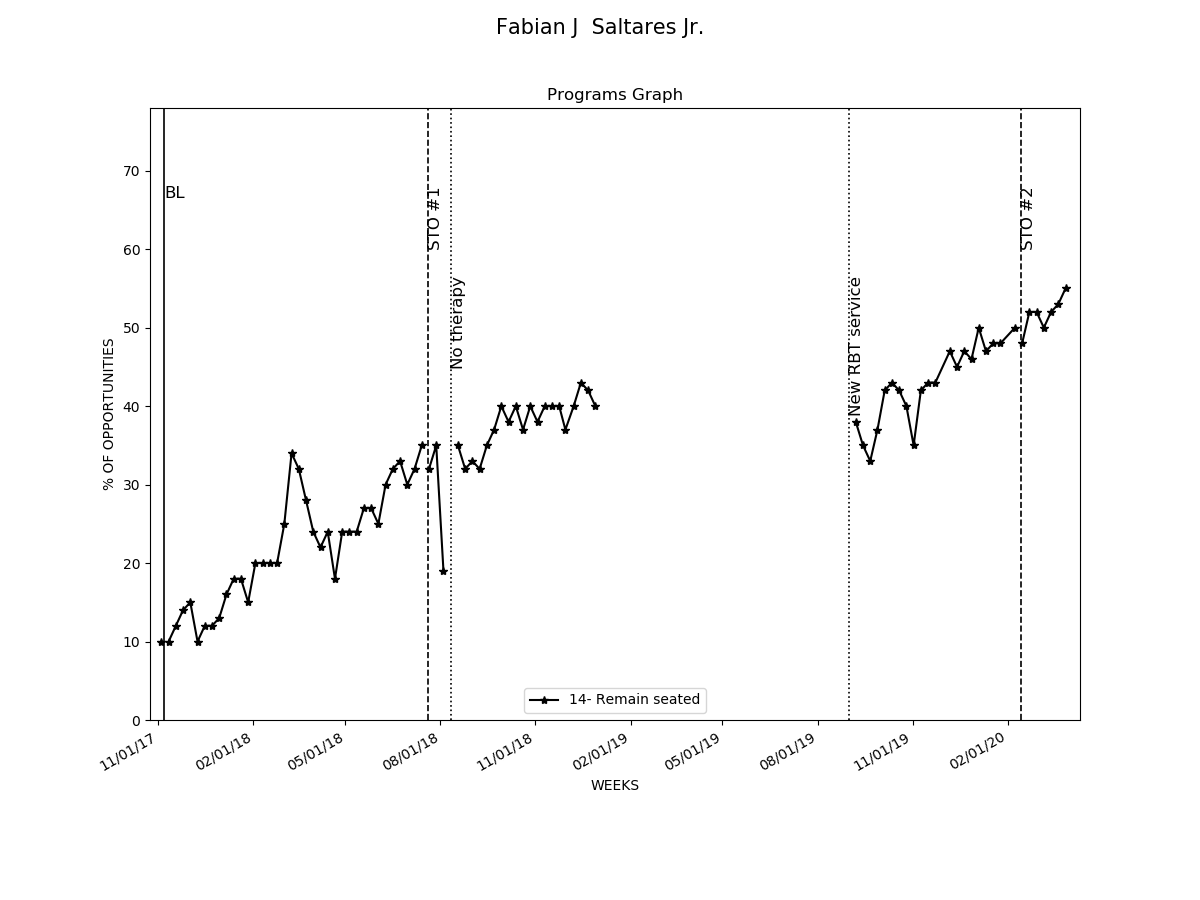 Fabian J  Saltares Jr.
Programs Graph
70
60
50
40
30
20
10
0
% OF OPPORTUNITIES
BL
STO #1
No therapy
New RBT service
STO #2
14- Remain seated
11/01/17
02/01/18
05/01/18
08/01/18
11/01/18
02/01/19
05/01/19
08/01/19
11/01/19
02/01/20
WEEKS